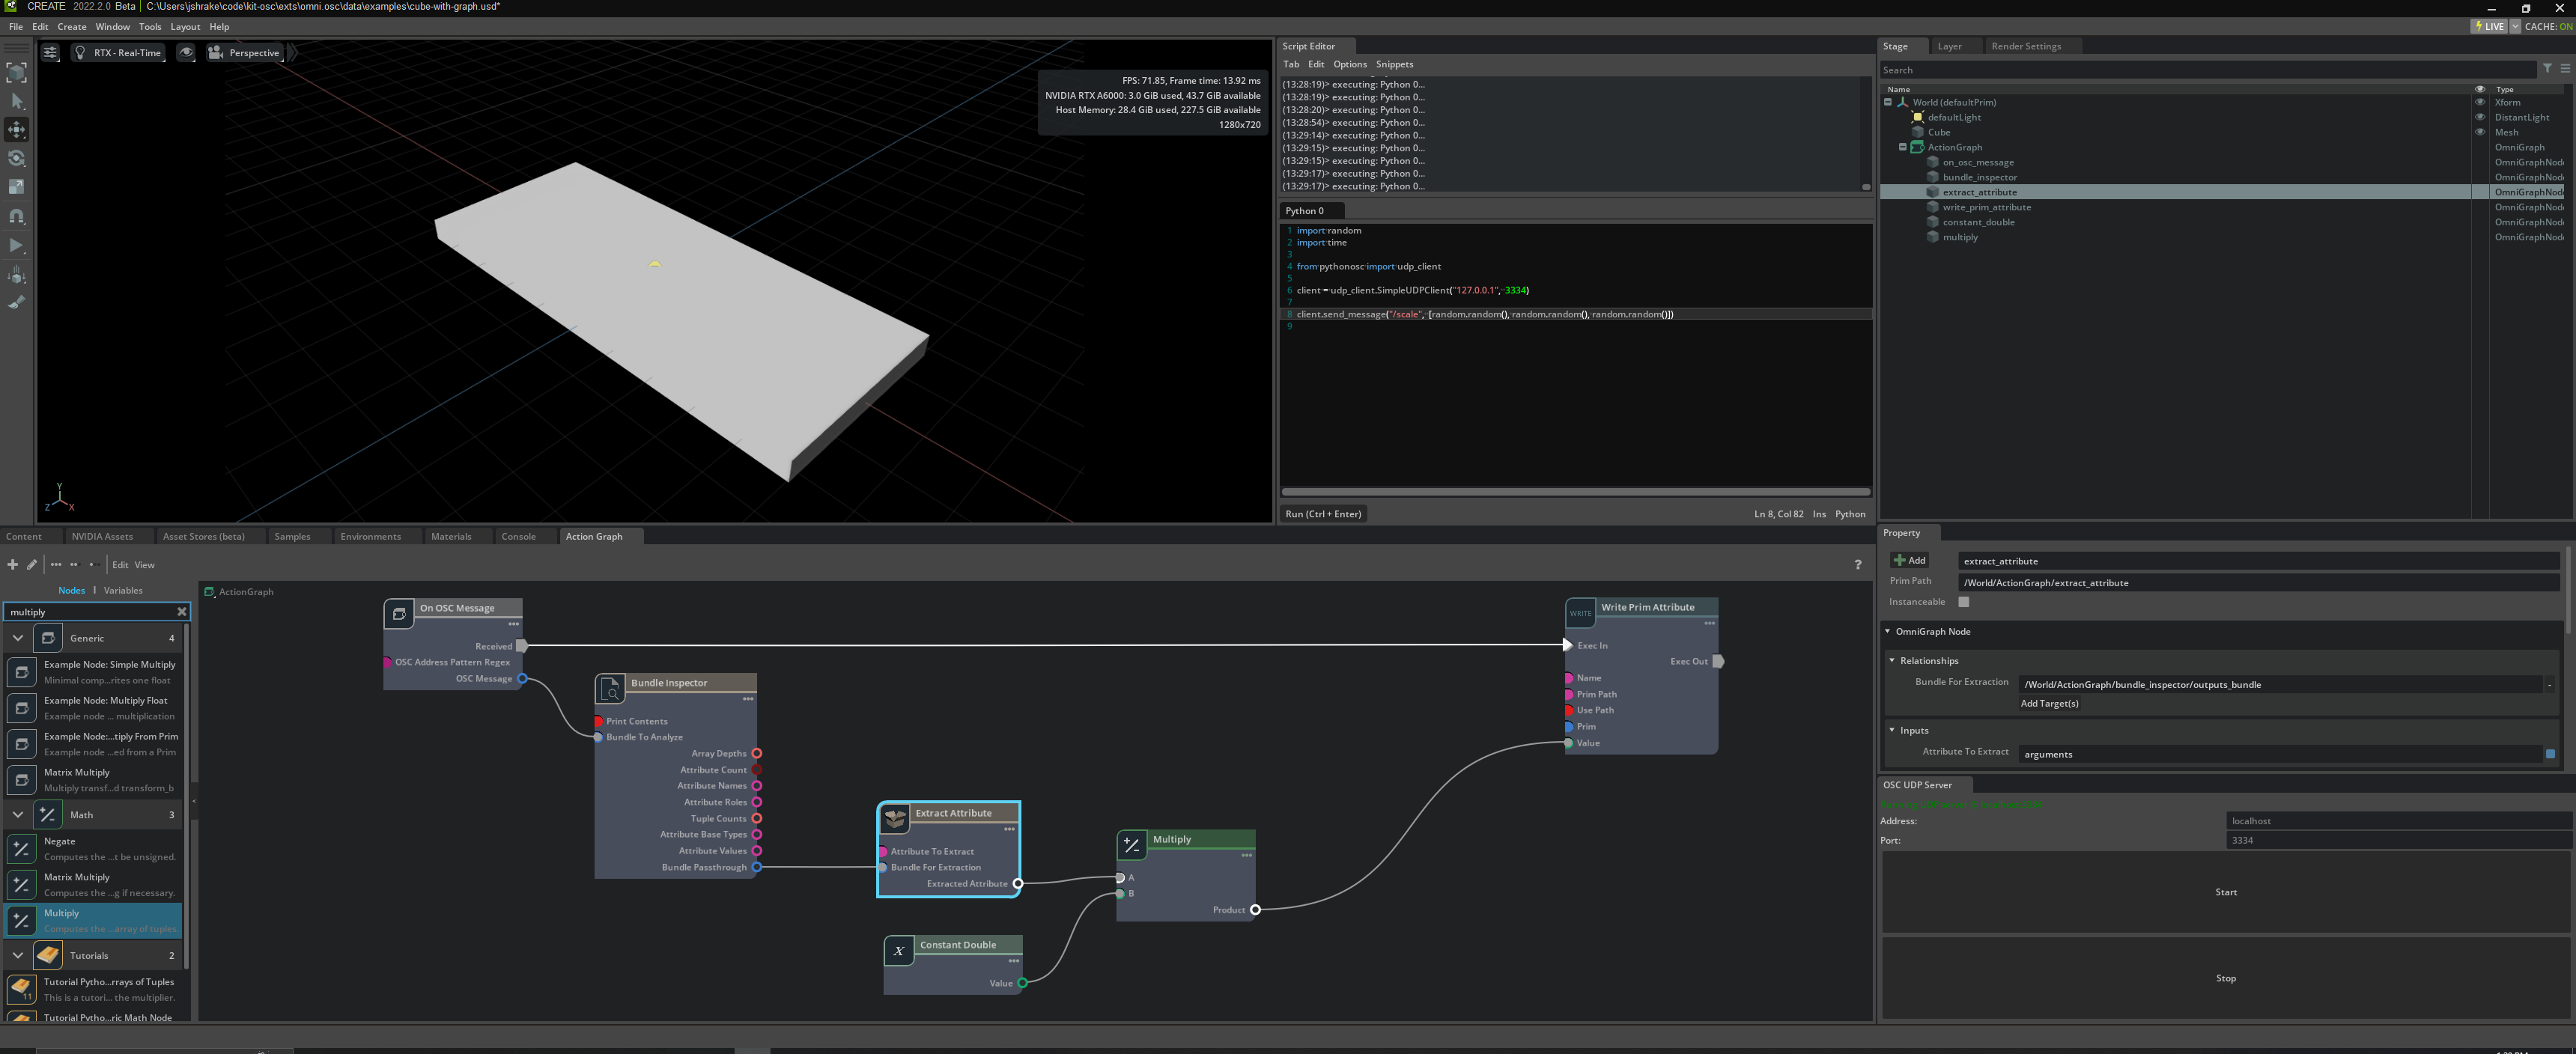 CREATE 2022.2.0 Beta | C:\Users\jshrake\code\kit-osc\exts\omni.osc\data\examples\cube-with-graph.usd*
File Edit Create Window Tools Layout Help
LIVE CACHE: ON
RTX - Real-Time
Perspective
FPS: 71.85, Frame time: 13.92 ms
NVIDIA RTX A6000: 3.0 GiB used, 43.7 GiB available
Host Memory: 28.4 GiB used, 227.5 GiB available
1280x720
Y
Z X
Script Editor
Tab Edit Options Snippets
(13:28:19)> executing: Python 0...
(13:28:19)> executing: Python 0...
(13:28:20)> executing: Python 0...
(13:28:54)> executing: Python 0...
(13:29:14)> executing: Python 0...
(13:29:15)> executing: Python 0...
(13:29:15)> executing: Python 0...
(13:29:17)> executing: Python 0...
(13:29:17)> executing: Python 0...
Python 0
1 import random
2 import time
3
4 from pythonosc import udp_client
5
6 client = udp_client.SimpleUDPClient("127.0.0.1", 3334)
7
8 client.send_message("/scale", [random.random(), random.random(), random.random()])
9
Run (Ctrl + Enter)
Ln 8, Col 82 Ins Python
Stage Layer Render Settings
Search
Name Type
World (defaultPrim) Xform
defaultLight DistantLight
Cube Mesh
ActionGraph OmniGraph
on_osc_message OmniGraphNod
bundle_inspector OmniGraphNod
extract_attribute OmniGraphNod
write_prim_attribute OmniGraphNod
constant_double OmniGraphNod
multiply OmniGraphNod
Content NVIDIA Assets Asset Stores (beta) Samples Environments Materials Console Action Graph
Edit View
?
Nodes | Variables
multiply
Generic 4
Example Node: Simple Multiply
Minimal comp...rites one float
Example Node: Multiply Float
Example node ... multiplication
Example Node:...tiply From Prim
Example node ...ed from a Prim
Matrix Multiply
Multiply transf...d transform_b
Math 3
Negate
Computes the ...t be unsigned.
Matrix Multiply
Computes the ...g if necessary.
Multiply
Computes the ...array of tuples.
Tutorials 2
Tutorial Pytho...rrays of Tuples
This is a tutori... the multiplier.
11
Tutorial Pytho...ric Math Node
ActionGraph
On OSC Message
Received
OSC Address Pattern Regex
OSC Message
Bundle Inspector
Print Contents
Bundle To Analyze
Array Depths
Attribute Count
Attribute Names
Attribute Roles
Tuple Counts
Attribute Base Types
Attribute Values
Bundle Passthrough
Extract Attribute
Attribute To Extract
Bundle For Extraction
Extracted Attribute
Constant Double
X
Value
Multiply
A
B
Product
WRITE
Write Prim Attribute
Exec In
Exec Out
Name
Prim Path
Use Path
Prim
Value
Property
Add extract_attribute
Prim Path /World/ActionGraph/extract_attribute
Instanceable
OmniGraph Node
Relationships
Bundle For Extraction /World/ActionGraph/bundle_inspector/outputs_bundle -
Add Target(s)
Inputs
Attribute To Extract arguments
OSC UDP Server
Address: localhost
Port: 3334
Start
Stop